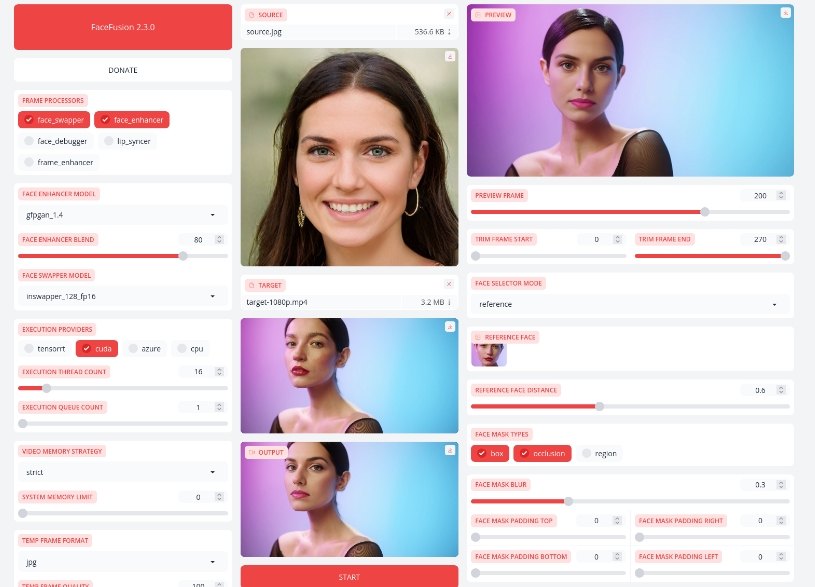 FaceFusion 2.3.0
DONATE
FRAME PROCESSORS
face_swapper
face_enhancer
face_debugger
lip_syncer
frame_enhancer
FACE ENHANCER MODEL
gfpgan_1.4
FACE ENHANCER BLEND
80
FACE SWAPPER MODEL
inswapper_128_fp16
EXECUTION PROVIDERS
tensorrt
cuda
azure
cpu
EXECUTION THREAD COUNT
16
EXECUTION QUEUE COUNT
1
VIDEO MEMORY STRATEGY
strict
SYSTEM MEMORY LIMIT
0
TEMP FRAME FORMAT
jpg
TEMP FRAME QUALITY
100
SOURCE
source.jpg
536.6 KB ↓
TARGET
target-1080p.mp4
3.2 MB ↓
OUTPUT
START
PREVIEW
PREVIEW FRAME
200
TRIM FRAME START
0
TRIM FRAME END
270
FACE SELECTOR MODE
reference
REFERENCE FACE
REFERENCE FACE DISTANCE
0.6
FACE MASK TYPES
box
occlusion
region
FACE MASK BLUR
0.3
FACE MASK PADDING TOP
0
FACE MASK PADDING RIGHT
0
FACE MASK PADDING BOTTOM
0
FACE MASK PADDING LEFT
0